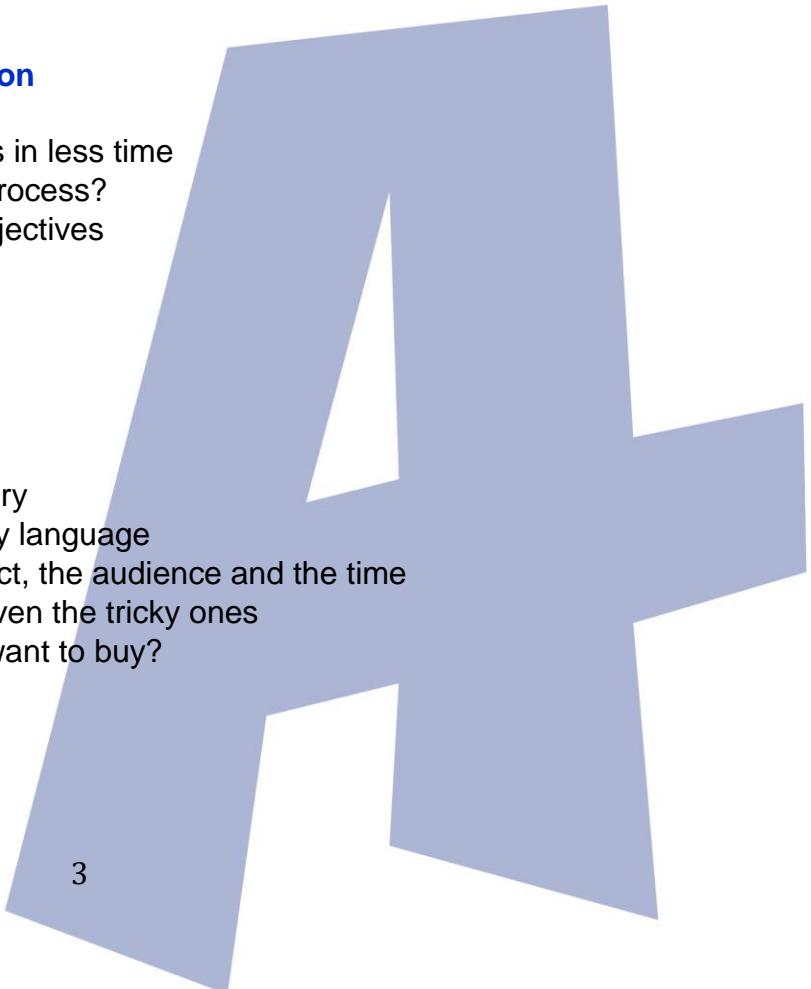 on
s in less time
rocess?
jectives
ry
y language
ct, the audience and the time
ven the tricky ones
want to buy?
3